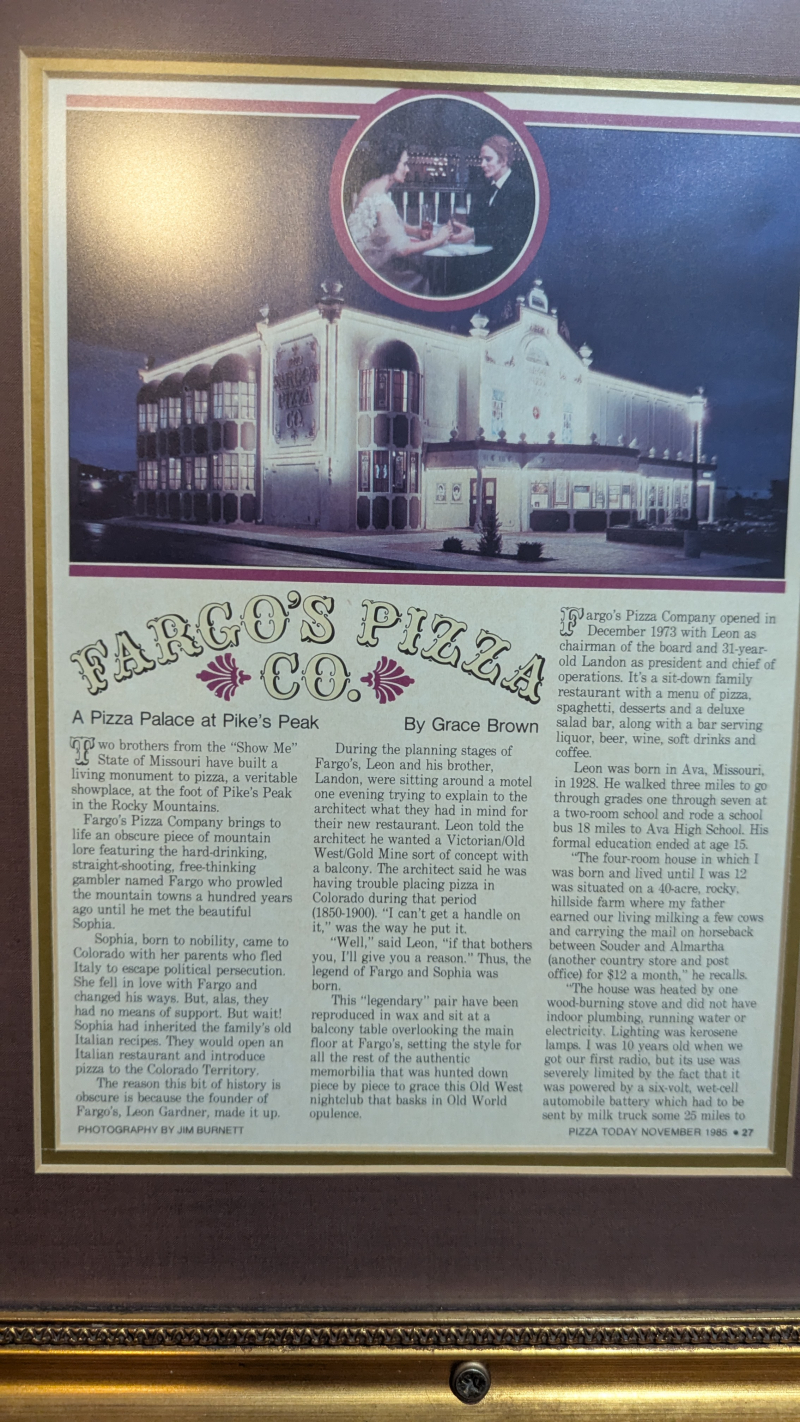 FARGO'S PIZZA
CO.
A Pizza Palace at Pike's Peak
By Grace Brown
Two brothers from the “Show Me”
State of Missouri have built a
living monument to pizza, a veritable
showplace, at the foot of Pike's Peak
in the Rocky Mountains.
Fargo's Pizza Company brings to
life an obscure piece of mountain
lore featuring the hard-drinking,
straight-shooting, free-thinking
gambler named Fargo who prowled
the mountain towns a hundred years
ago until he met the beautiful
Sophia.
Sophia, born to nobility, came to
Colorado with her parents who fled
Italy to escape political persecution.
She fell in love with Fargo and
changed his ways. But, alas, they
had no means of support. But wait!
Sophia had inherited the family's old
Italian recipes. They would open an
Italian restaurant and introduce
pizza to the Colorado Territory.
The reason this bit of history is
obscure is because the founder of
Fargo's, Leon Gardner, made it up.
During the planning stages of
Fargo's, Leon and his brother,
Landon, were sitting around a motel
one evening trying to explain to the
architect what they had in mind for
their new restaurant. Leon told the
architect he wanted a Victorian/Old
West/Gold Mine sort of concept with
a balcony. The architect said he was
having trouble placing pizza in
Colorado during that period
(1850-1900). “I can't get a handle on
it,” was the way he put it.
“Well,” said Leon, “if that bothers
you, I'll give you a reason.” Thus, the
legend of Fargo and Sophia was
born.
This “legendary” pair have been
reproduced in wax and sit at a
balcony table overlooking the main
floor at Fargo's, setting the style for
all the rest of the authentic
memorbilia that was hunted down
piece by piece to grace this Old West
nightclub that basks in Old World
opulence.
Fargo's Pizza Company opened in
December 1973 with Leon as
chairman of the board and 31-year-
old Landon as president and chief of
operations. It's a sit-down family
restaurant with a menu of pizza,
spaghetti, desserts and a deluxe
salad bar, along with a bar serving
liquor, beer, wine, soft drinks and
coffee.
Leon was born in Ava, Missouri,
in 1928. He walked three miles to go
through grades one through seven at
a two-room school and rode a school
bus 18 miles to Ava High School. His
formal education ended at age 15.
“The four-room house in which I
was born and lived until I was 12
was situated on a 40-acre, rocky,
hillside farm where my father
earned our living milking a few cows
and carrying the mail on horseback
between Souder and Almartha
(another country store and post
office) for $12 a month,” he recalls.
“The house was heated by one
wood-burning stove and did not have
indoor plumbing, running water or
electricity. Lighting was kerosene
lamps. I was 10 years old when we
got our first radio, but its use was
severely limited by the fact that it
was powered by a six-volt, wet-cell
automobile battery which had to be
sent by milk truck some 25 miles to
PHOTOGRAPHY BY JIM BURNETT
PIZZA TODAY NOVEMBER 1985 • 27